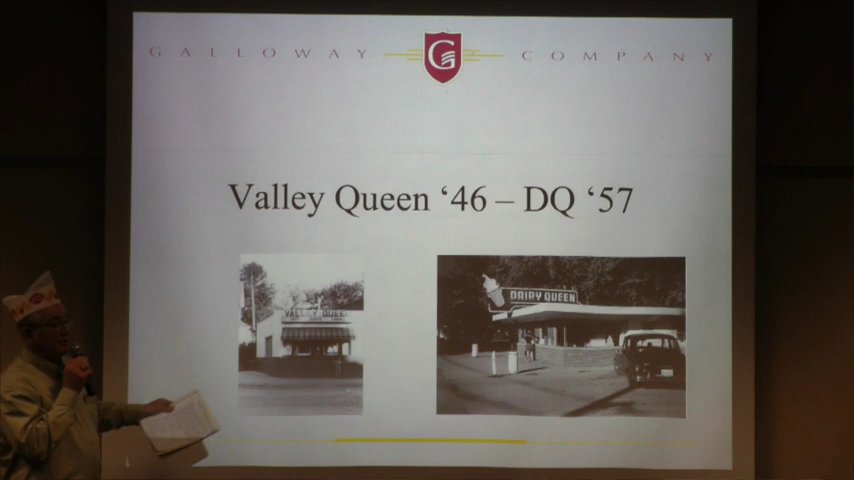 GALLOWAY G COMPANY
Valley Queen ‘46 – DQ ‘57
VALLEY QUEEN
DAIRY QUEEN